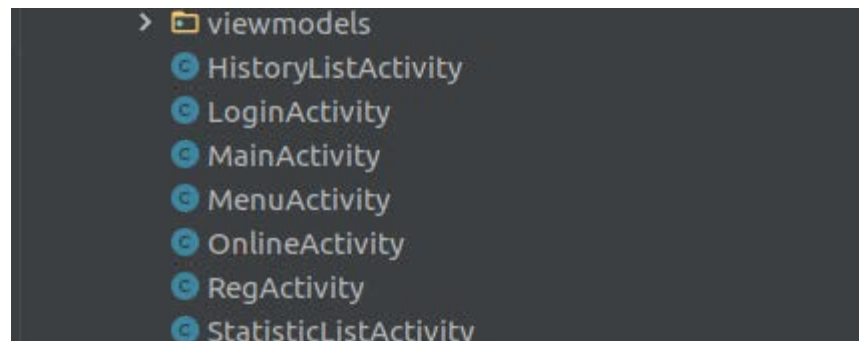 viewmodels
HistoryListActivity
LoginActivity
MainActivity
MenuActivity
OnlineActivity
RegActivity
StatisticListActivity